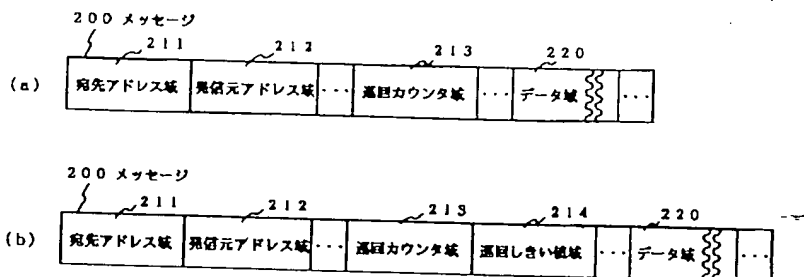 200 メッセージ
211 212 213 220
(a) 宛先アドレス域 発信元アドレス域 ··· 巡回カウンタ域 ··· データ域 ···
200 メッセージ
211 212 213 214 220
(b) 宛先アドレス域 発信元アドレス域 ··· 巡回カウンタ域 巡回しきい値域 ··· データ域 ···